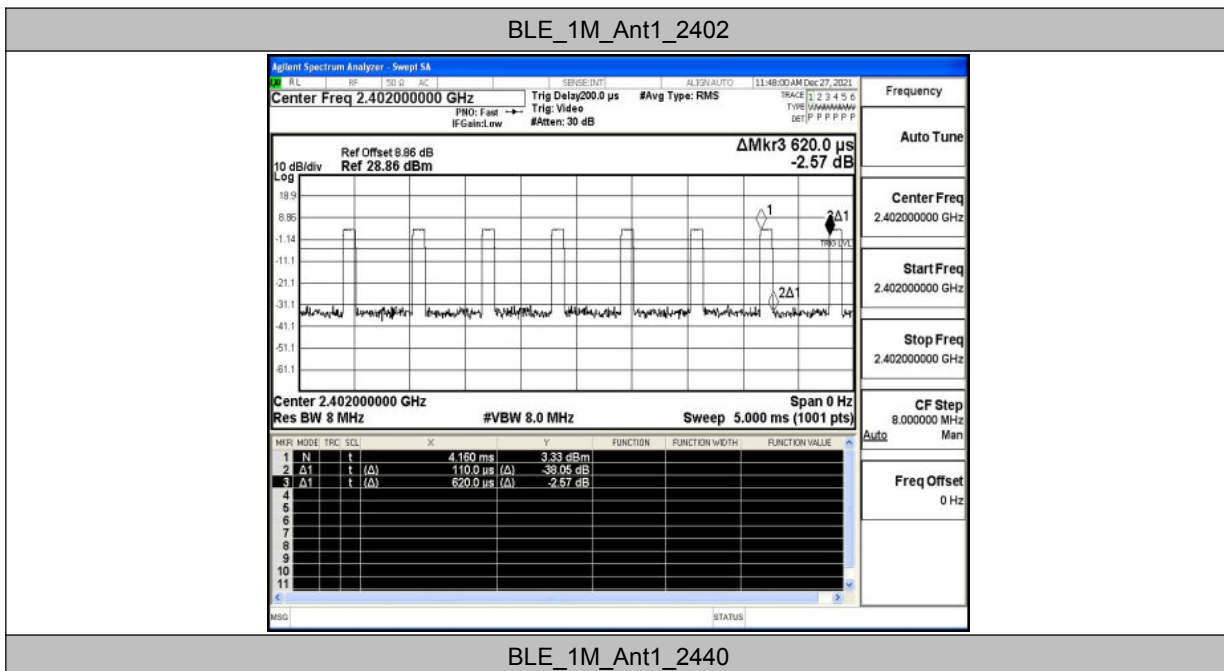 BLE_1M_Ant1_2402
Agilent Spectrum Analyzer - Swept SA
RL RF 50 Ω AC SENSE:INT ALIGN AUTO 11:48:00 AM Dec 27, 2021
Center Freq 2.402000000 GHz
PNO: Fast
IFGain:Low
Trig Delay200.0 µs
Trig: Video
#Atten: 30 dB
#Avg Type: RMS
TRACE 1 2 3 4 5 6
TYPE
DET P P P P P P
ΔMkr3 620.0 µs
-2.57 dB
Ref Offset 8.86 dB
10 dB/div Ref 28.86 dBm
Log
18.9
8.86
-1.14
-11.1
-21.1
-31.1
-41.1
-51.1
-61.1
1
3Δ1
TRIG LVL
2Δ1
Center 2.402000000 GHz Span 0 Hz
Res BW 8 MHz #VBW 8.0 MHz Sweep 5.000 ms (1001 pts)
MKR MODE TRC SCL X Y FUNCTION FUNCTION WIDTH FUNCTION VALUE
1 N t 4.160 ms 3.33 dBm
2 Δ1 t (Δ) 110.0 µs (Δ) -38.05 dB
3 Δ1 t (Δ) 620.0 µs (Δ) -2.57 dB
4
5
6
7
8
9
10
11
MSG STATUS
Frequency
Auto Tune
Center Freq
2.402000000 GHz
Start Freq
2.402000000 GHz
Stop Freq
2.402000000 GHz
CF Step
8.000000 MHz
Auto Man
Freq Offset
0 Hz
BLE_1M_Ant1_2440